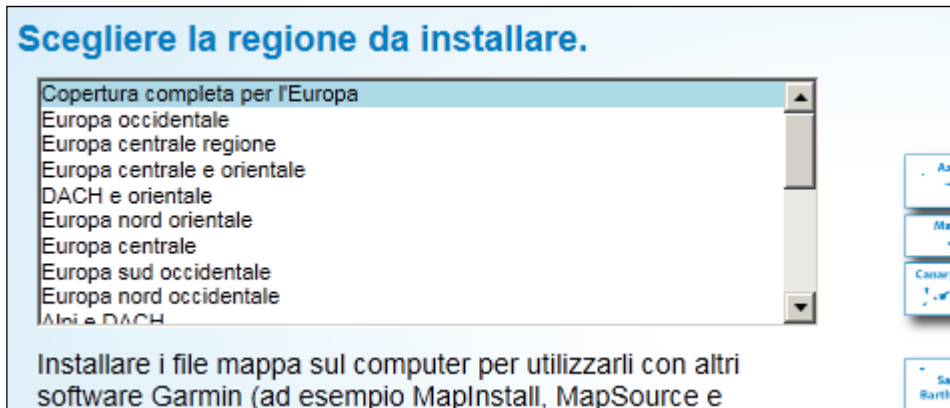 Scegliere la regione da installare.
Copertura completa per l'Europa
Europa occidentale
Europa centrale regione
Europa centrale e orientale
DACH e orientale
Europa nord orientale
Europa centrale
Europa sud occidentale
Europa nord occidentale
Alpi e DACH
Installare i file mappa sul computer per utilizzarli con altri
software Garmin (ad esempio MapInstall, MapSource e